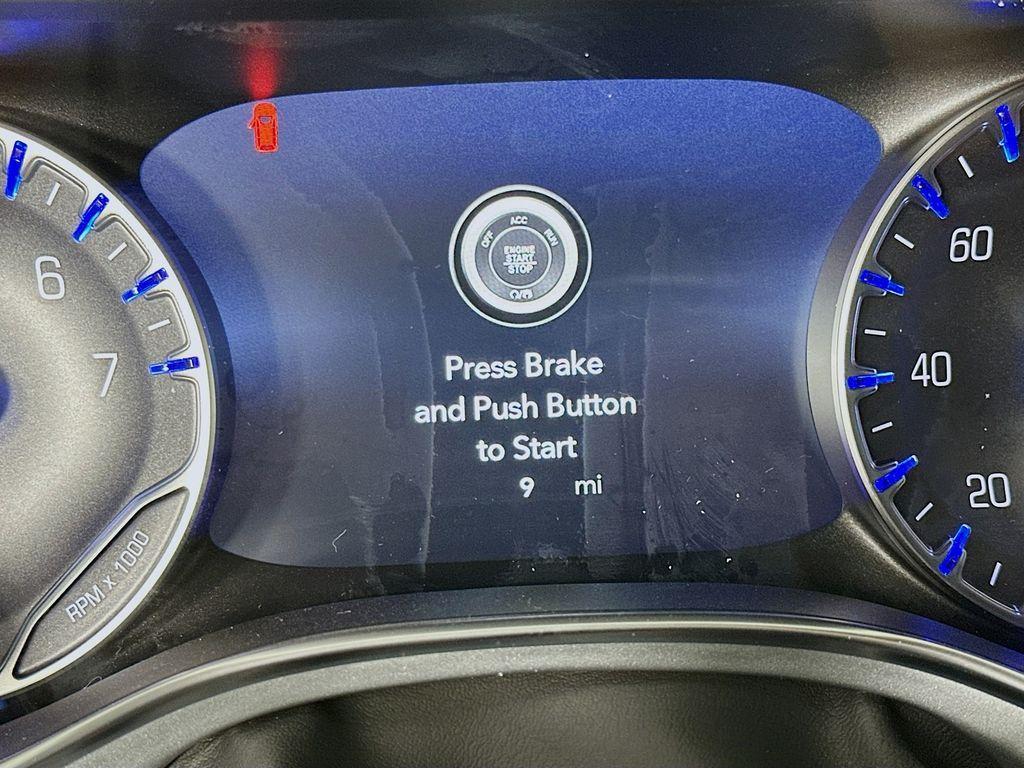 6
7
RPM x 1000
OFF ACC RUN
ENGINE
START
STOP
Press Brake
and Push Button
to Start
9 mi
60
40
20